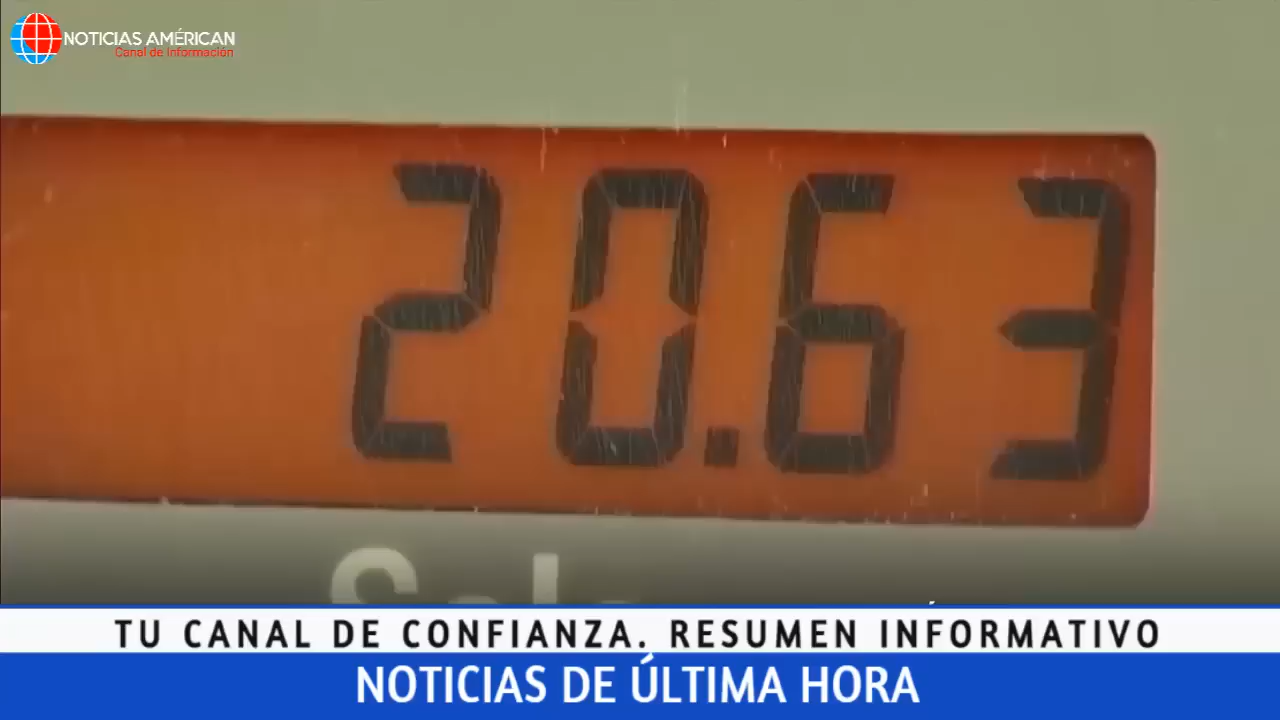 NOTICIAS AMÉRICAN
Canal de Información
20.63
TU CANAL DE CONFIANZA. RESUMEN INFORMATIVO
NOTICIAS DE ÚLTIMA HORA